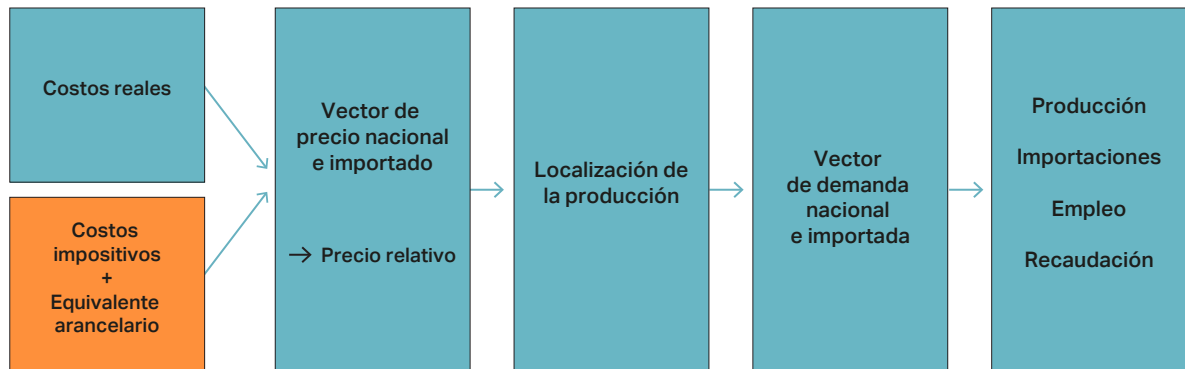 Costos reales
Costos
impositivos
+
Equivalente
arancelario
Vector de
precio nacional
e importado
→ Precio relativo
Localización de
la producción
Vector
de demanda
nacional
e importada
Producción
Importaciones
Empleo
Recaudación